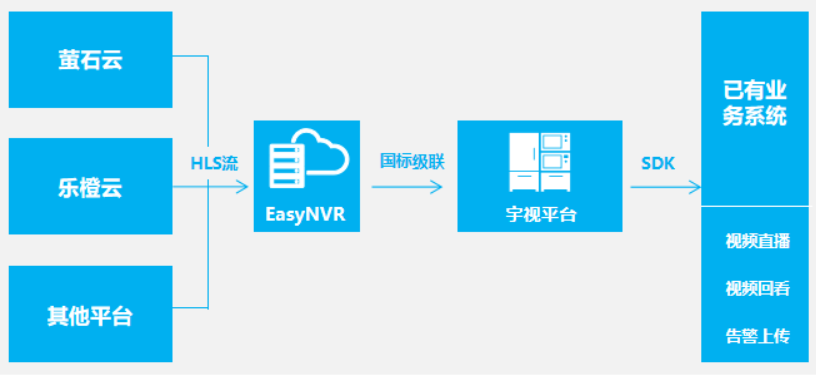 萤石云
乐橙云
其他平台
HLS流
EasyNVR
国标级联
宇视平台
SDK
已有业
务系统
视频直播
视频回看
告警上传